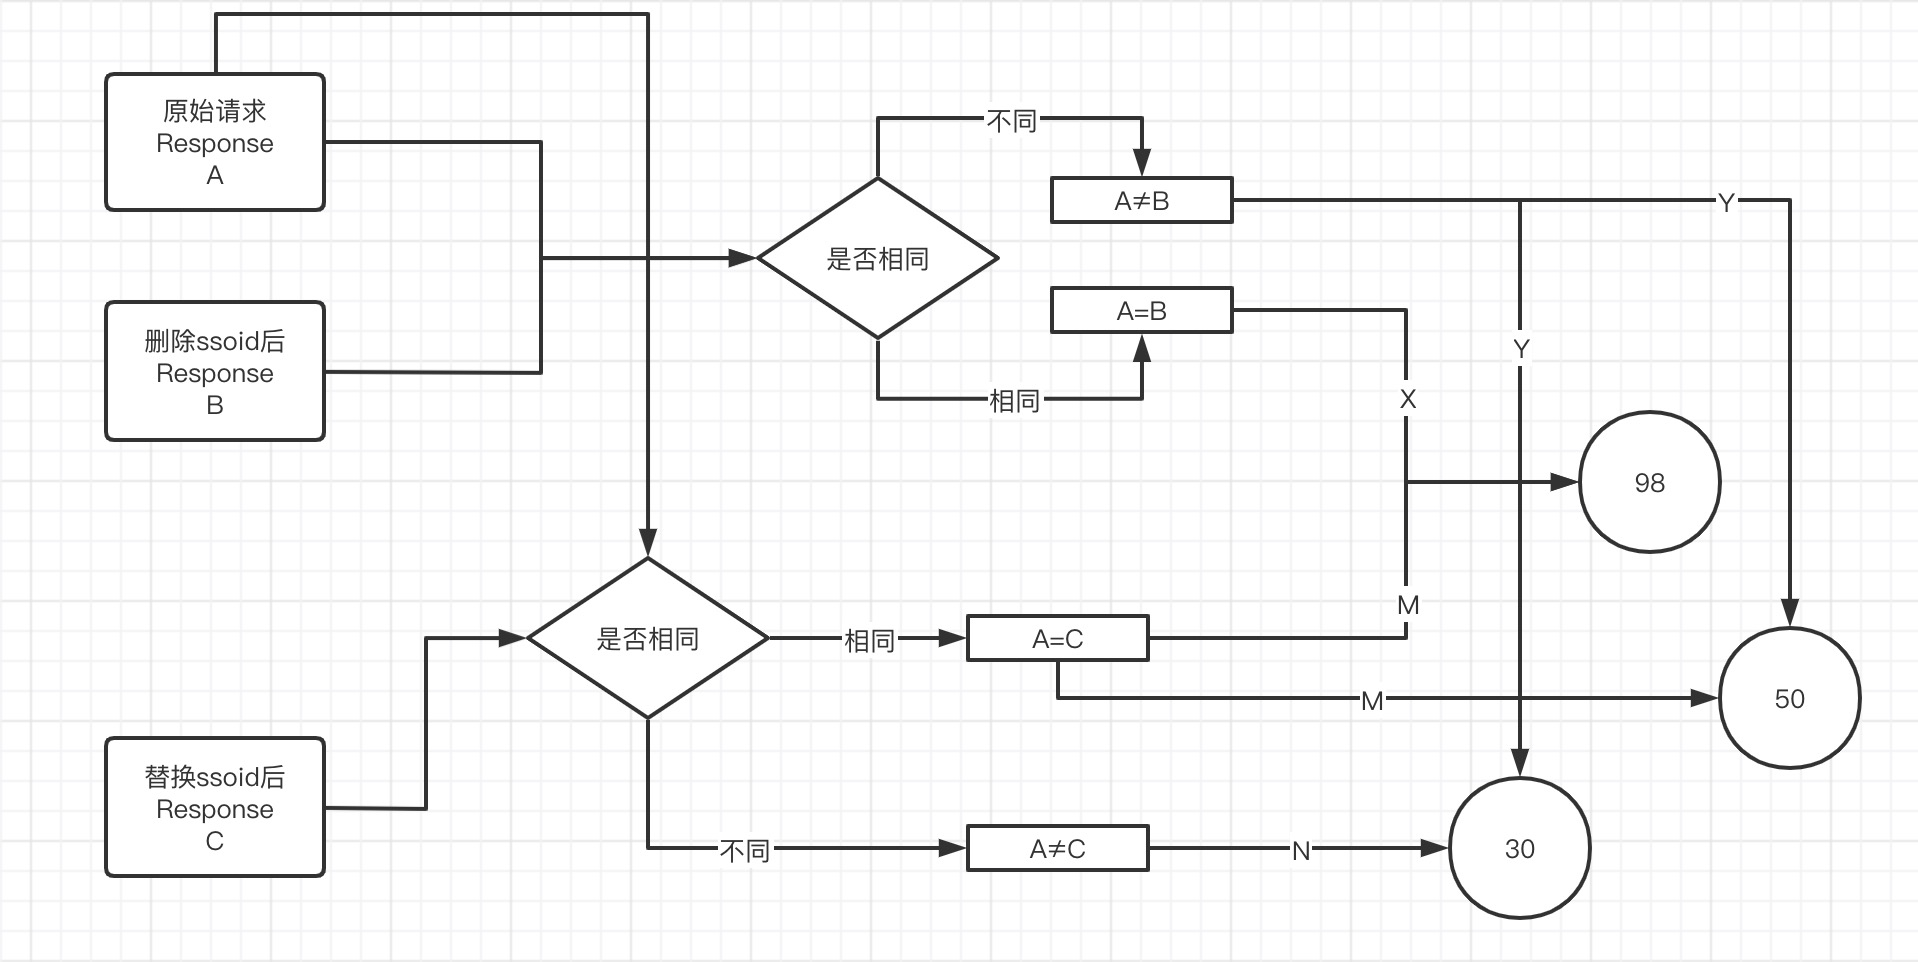 原始请求
Response
A
删除ssoid后
Response
B
替换ssoid后
Response
C
是否相同
不同
相同
A≠B
A=B
是否相同
相同
不同
A=C
A≠C
Y
Y
X
M
M
N
98
50
30